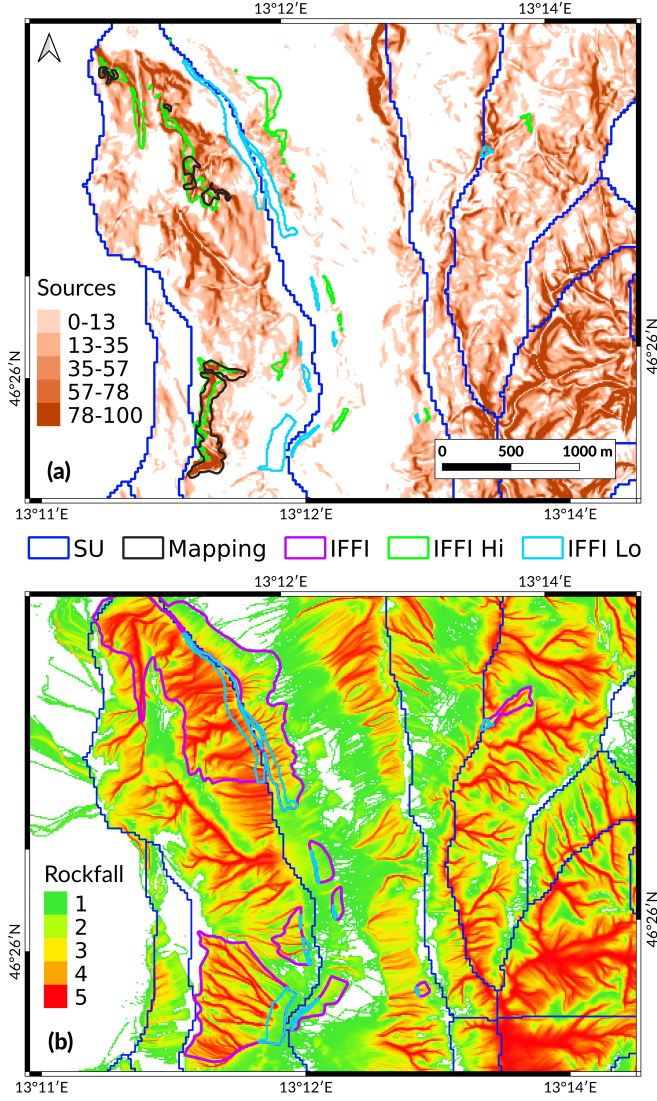 13°12′E 13°14′E
Sources
0-13
13-35
35-57
57-78
78-100
46°26′N 46°26′N
(a)
0 500 1000 m
13°11′E 13°12′E 13°14′E
SU Mapping IFFI IFFI Hi IFFI Lo
13°12′E 13°14′E
Rockfall
1
2
3
4
5
46°26′N 46°26′N
(b)
13°11′E 13°12′E 13°14′E